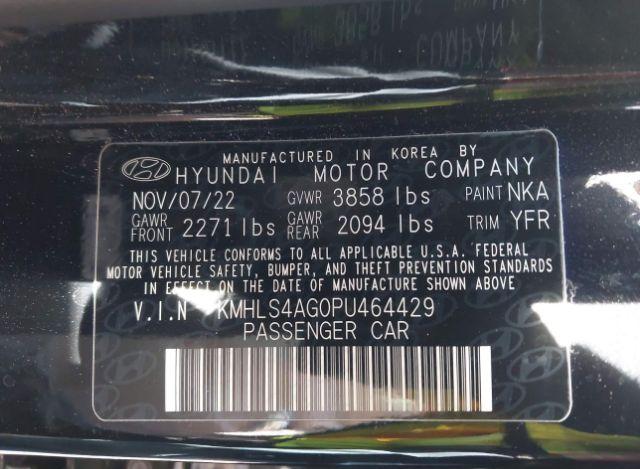 MANUFACTURED IN KOREA BY
HYUNDAI MOTOR COMPANY
NOV/07/22 GVWR 3858 lbs PAINT NKA
GAWR FRONT 2271 lbs GAWR REAR 2094 lbs TRIM YFR
THIS VEHICLE CONFORMS TO ALL APPLICABLE U.S.A. FEDERAL
MOTOR VEHICLE SAFETY, BUMPER, AND THEFT PREVENTION
STANDARDS IN EFFECT ON THE DATE OF MANUFACTURE SHOWN ABOVE.
V.I.N KMHLS4AG0PU464429
PASSENGER CAR